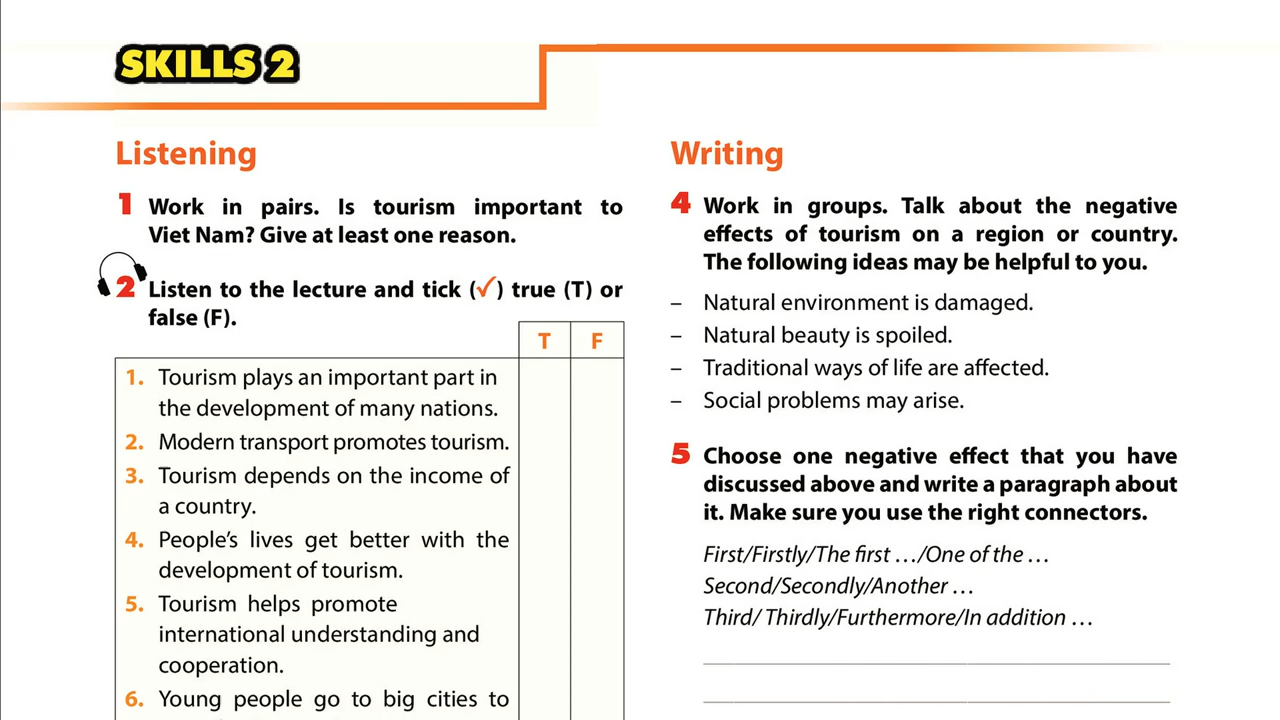 SKILLS 2
Listening
1 Work in pairs. Is tourism important to
Viet Nam? Give at least one reason.
2 Listen to the lecture and tick (✓) true (T) or
false (F).
T F
1. Tourism plays an important part in
the development of many nations.
2. Modern transport promotes tourism.
3. Tourism depends on the income of
a country.
4. People's lives get better with the
development of tourism.
5. Tourism helps promote
international understanding and
cooperation.
6. Young people go to big cities to
Writing
4 Work in groups. Talk about the negative
effects of tourism on a region or country.
The following ideas may be helpful to you.
– Natural environment is damaged.
– Natural beauty is spoiled.
– Traditional ways of life are affected.
– Social problems may arise.
5 Choose one negative effect that you have
discussed above and write a paragraph about
it. Make sure you use the right connectors.
First/Firstly/The first …/One of the …
Second/Secondly/Another …
Third/ Thirdly/Furthermore/In addition …